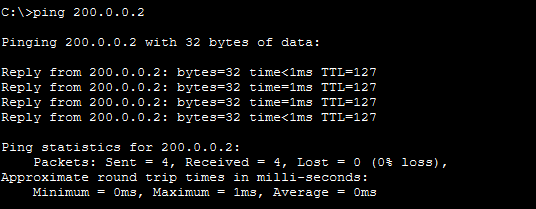 C:\>ping 200.0.0.2
Pinging 200.0.0.2 with 32 bytes of data:
Reply from 200.0.0.2: bytes=32 time<1ms TTL=127
Reply from 200.0.0.2: bytes=32 time=1ms TTL=127
Reply from 200.0.0.2: bytes=32 time=1ms TTL=127
Reply from 200.0.0.2: bytes=32 time<1ms TTL=127
Ping statistics for 200.0.0.2:
Packets: Sent = 4, Received = 4, Lost = 0 (0% loss),
Approximate round trip times in milli-seconds:
Minimum = 0ms, Maximum = 1ms, Average = 0ms